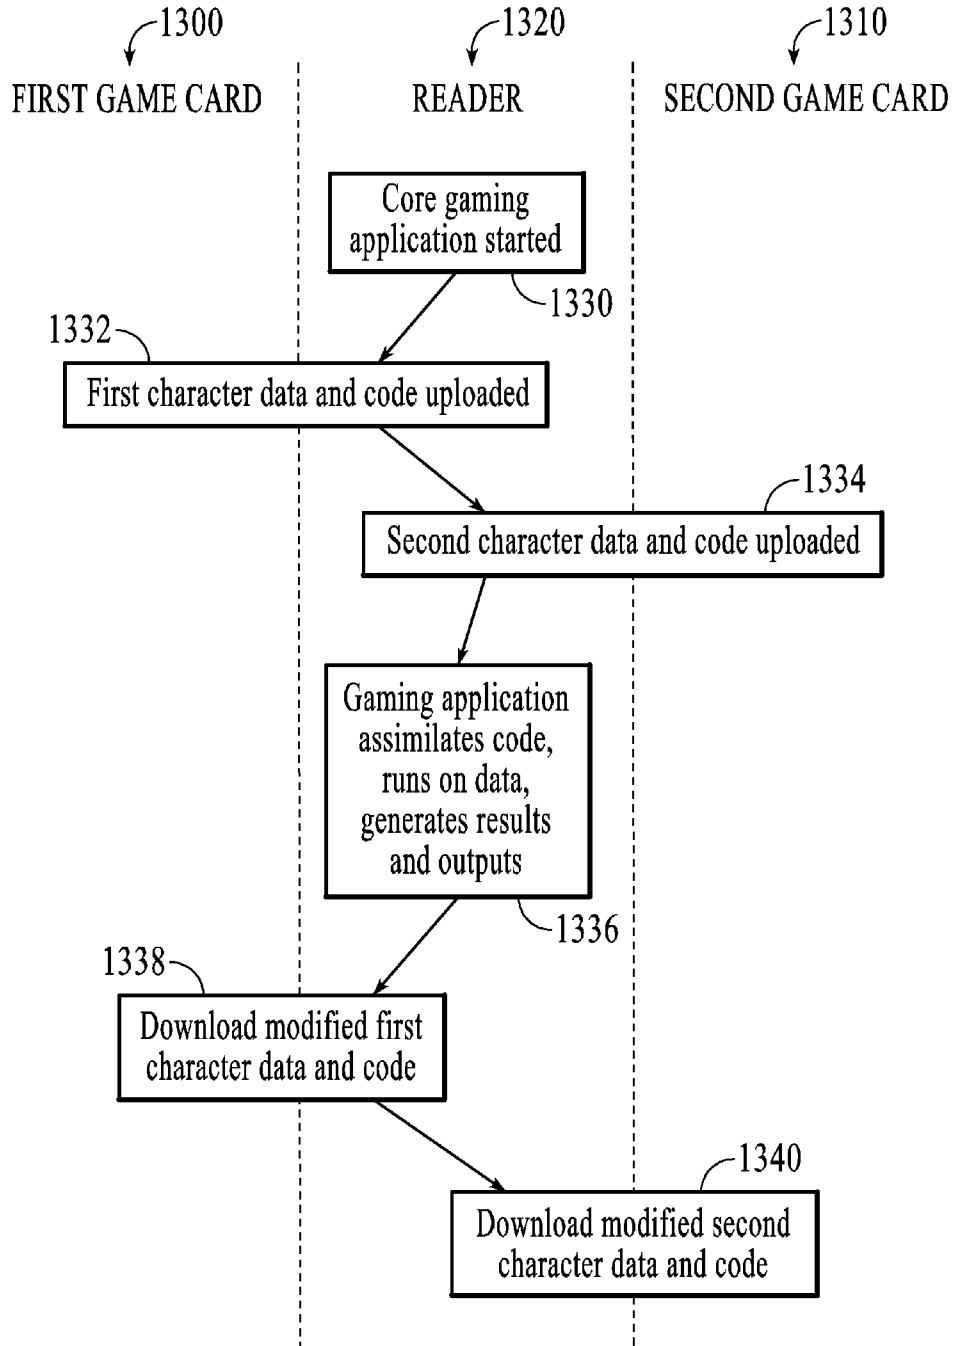 1300
1320
1310
FIRST GAME CARD
READER
SECOND GAME CARD
Core gaming
application started
1330
1332
First character data and code uploaded
1334
Second character data and code uploaded
Gaming application
assimilates code,
runs on data,
generates results
and outputs
1336
1338
Download modified first
character data and code
1340
Download modified second
character data and code